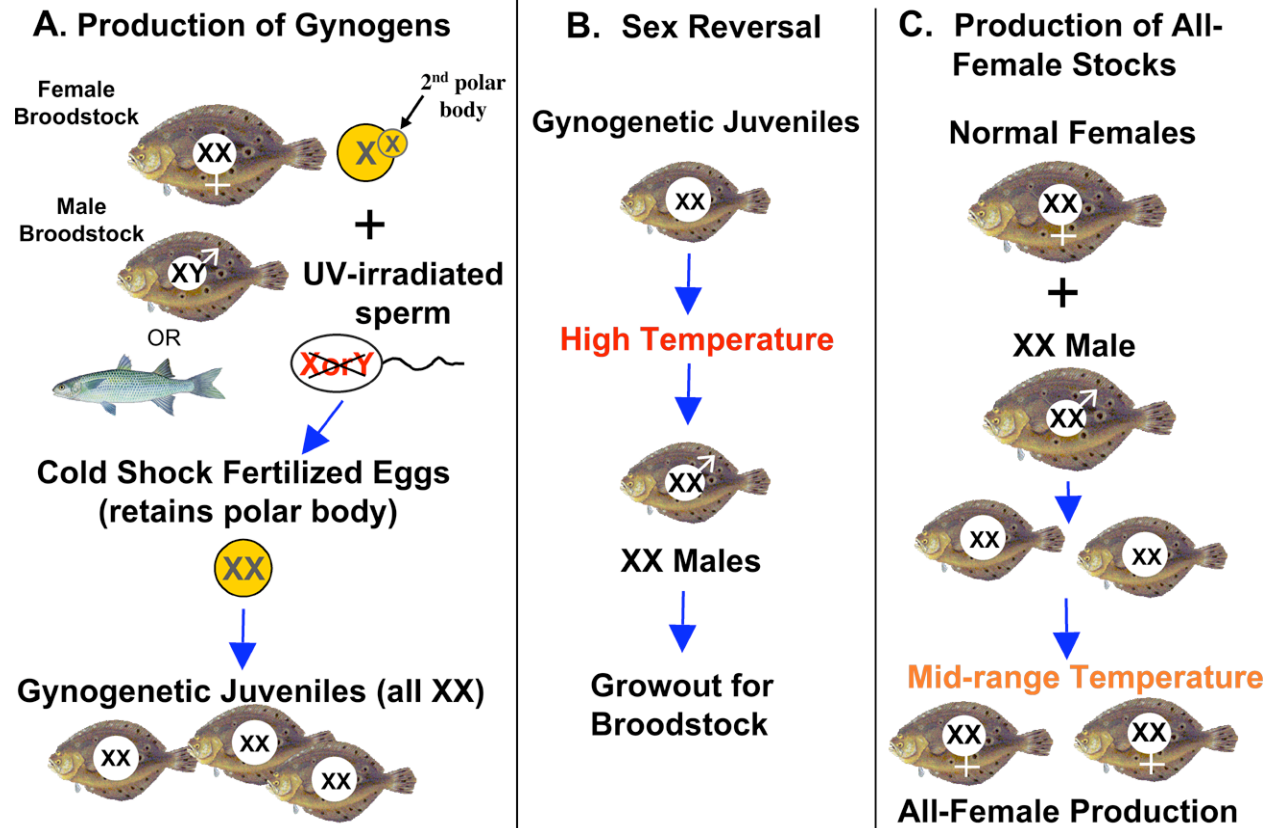 A. Production of Gynogens
Female
Broodstock
XX
2nd polar
body
X
X
Male
Broodstock
XY
+
UV-irradiated
sperm
OR
XorY
Cold Shock Fertilized Eggs
(retains polar body)
XX
Gynogenetic Juveniles (all XX)
XX
XX
XX
B. Sex Reversal
Gynogenetic Juveniles
XX
High Temperature
XX
XX Males
Growout for
Broodstock
C. Production of All-
Female Stocks
Normal Females
XX
+
XX Male
XX
XX
XX
Mid-range Temperature
XX
XX
All-Female Production